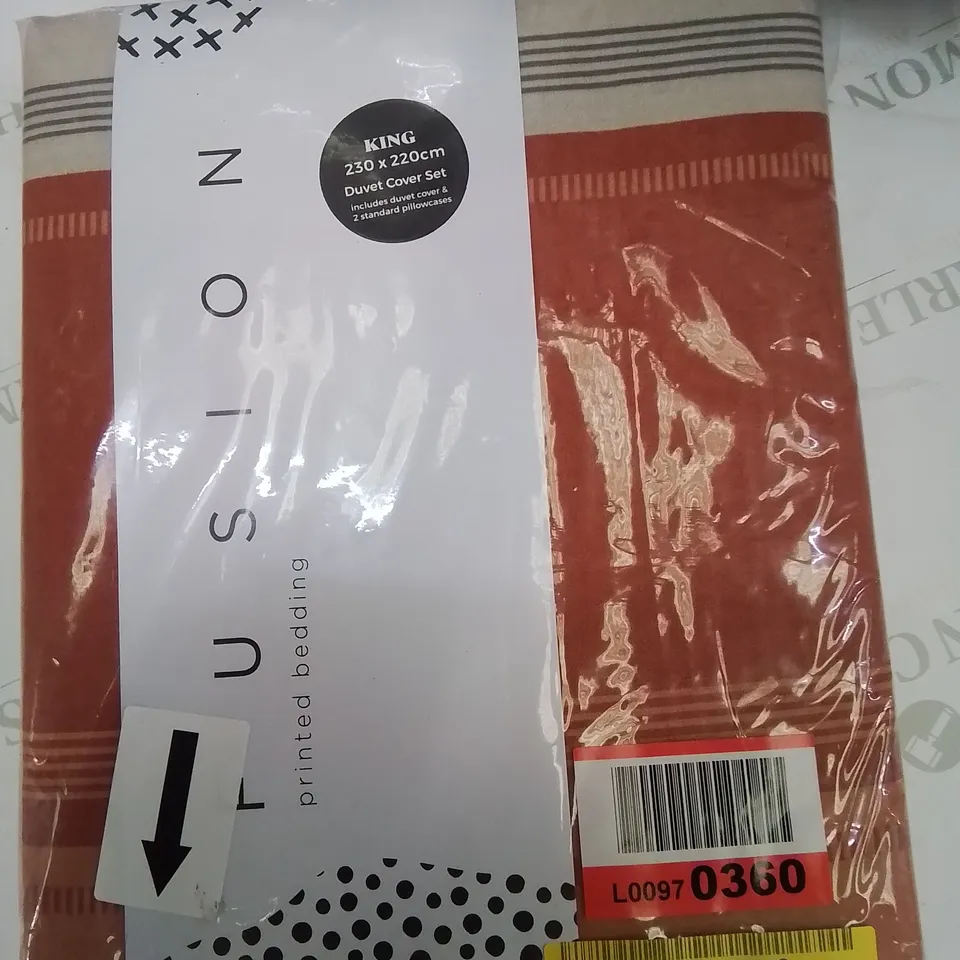 KING
230 x 220cm
Duvet Cover Set
includes duvet cover &
2 standard pillowcases
FUSION
printed bedding
L0097 0360